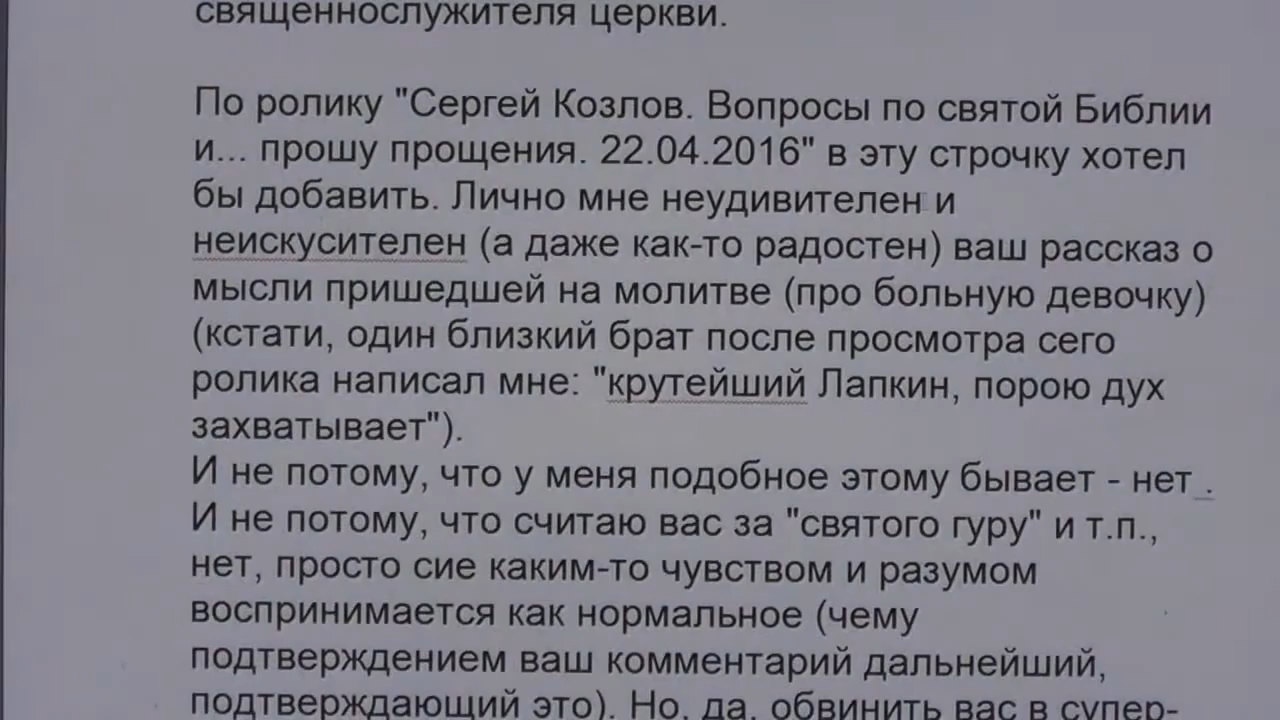 священнослужителя церкви.
По ролику "Сергей Козлов. Вопросы по святой Библии
и... прошу прощения. 22.04.2016" в эту строчку хотел
бы добавить. Лично мне неудивителен и
неискусителен (а даже как-то радостен) ваш рассказ о
мысли пришедшей на молитве (про больную девочку)
(кстати, один близкий брат после просмотра сего
ролика написал мне: "крутейший Лапкин, порою дух
захватывает").
И не потому, что у меня подобное этому бывает - нет .
И не потому, что считаю вас за "святого гуру" и т.п.,
нет, просто сие каким-то чувством и разумом
воспринимается как нормальное (чему
подтверждением ваш комментарий дальнейший,
подтверждающий это). Но, да, обвинить вас в супер-